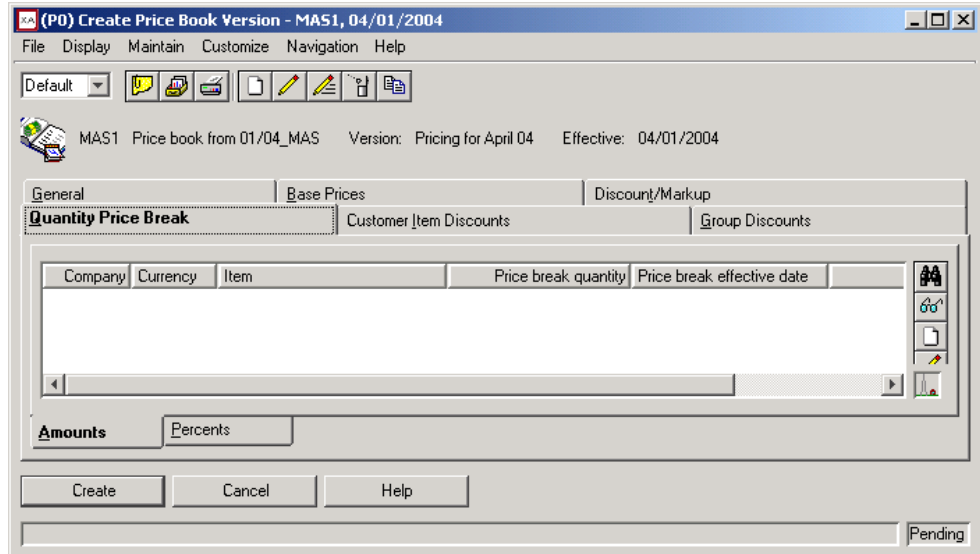 XA (P0) Create Price Book Version - MAS1, 04/01/2004
File Display Maintain Customize Navigation Help
Default
MAS1 Price book from 01/04_MAS Version: Pricing for April 04 Effective: 04/01/2004
General Base Prices Discount/Markup
Quantity Price Break Customer Item Discounts Group Discounts
Company Currency Item Price break quantity Price break effective date
Amounts Percents
Create Cancel Help
Pending